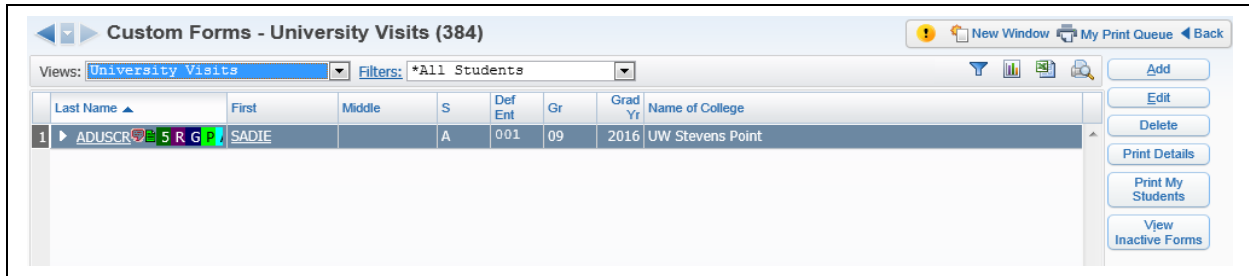 Custom Forms - University Visits (384)
! New Window My Print Queue Back
Views: University Visits Filters: *All Students
Add
Last Name First Middle S Def Ent Gr Grad Yr Name of College
Edit
1 ADUSCR 5 R G P SADIE A 001 09 2016 UW Stevens Point
Delete
Print Details
Print My
Students
View
Inactive Forms